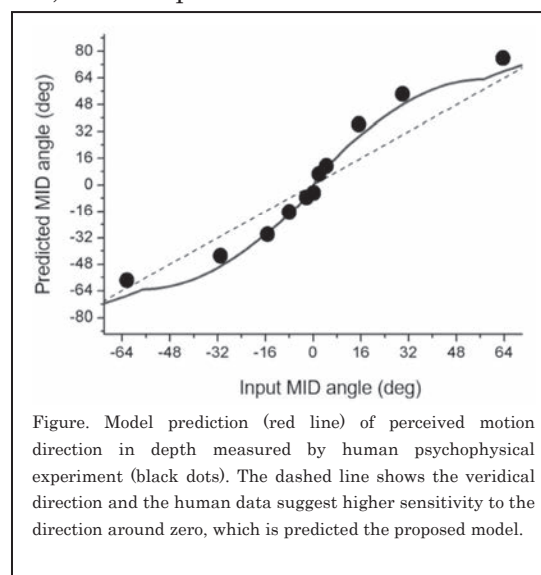 80
64
48
32
16
0
-16
-32
-48
-64
-80
Predicted MID angle (deg)
-64 -48 -32 -16 0 16 32 48 64
Input MID angle (deg)
Figure. Model prediction (red line) of perceived motion
direction in depth measured by human psychophysical
experiment (black dots). The dashed line shows the veridical
direction and the human data suggest higher sensitivity to the
direction around zero, which is predicted the proposed model.